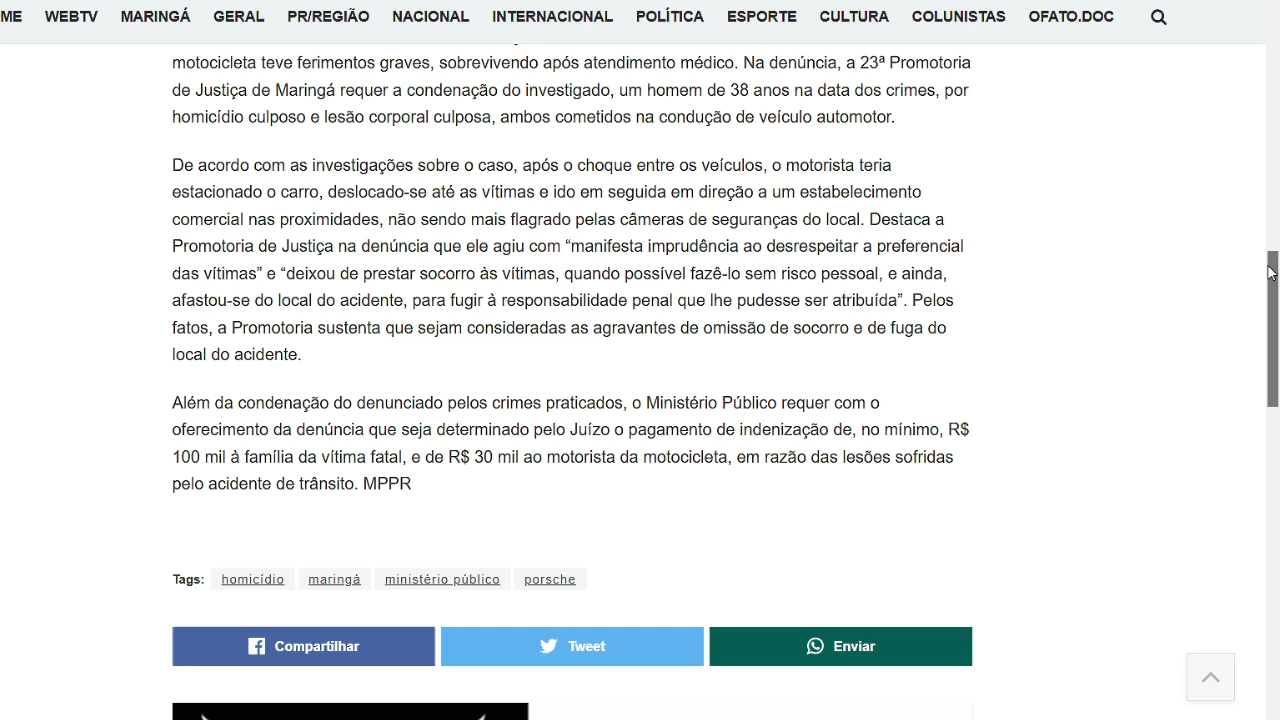 ME WEBTV MARINGÁ GERAL PR/REGIÃO NACIONAL INTERNACIONAL POLÍTICA ESPORTE CULTURA COLUNISTAS OFATO.DOC
motocicleta teve ferimentos graves, sobrevivendo após atendimento médico. Na denúncia, a 23ª Promotoria
de Justiça de Maringá requer a condenação do investigado, um homem de 38 anos na data dos crimes, por
homicídio culposo e lesão corporal culposa, ambos cometidos na condução de veículo automotor.
De acordo com as investigações sobre o caso, após o choque entre os veículos, o motorista teria
estacionado o carro, deslocado-se até as vítimas e ido em seguida em direção a um estabelecimento
comercial nas proximidades, não sendo mais flagrado pelas câmeras de seguranças do local. Destaca a
Promotoria de Justiça na denúncia que ele agiu com “manifesta imprudência ao desrespeitar a preferencial
das vítimas” e “deixou de prestar socorro às vítimas, quando possível fazê-lo sem risco pessoal, e ainda,
afastou-se do local do acidente, para fugir à responsabilidade penal que lhe pudesse ser atribuída”. Pelos
fatos, a Promotoria sustenta que sejam consideradas as agravantes de omissão de socorro e de fuga do
local do acidente.
Além da condenação do denunciado pelos crimes praticados, o Ministério Público requer com o
oferecimento da denúncia que seja determinado pelo Juízo o pagamento de indenização de, no mínimo, R$
100 mil à família da vítima fatal, e de R$ 30 mil ao motorista da motocicleta, em razão das lesões sofridas
pelo acidente de trânsito. MPPR
Tags: homicídio maringá ministério público porsche
Compartilhar Tweet Enviar